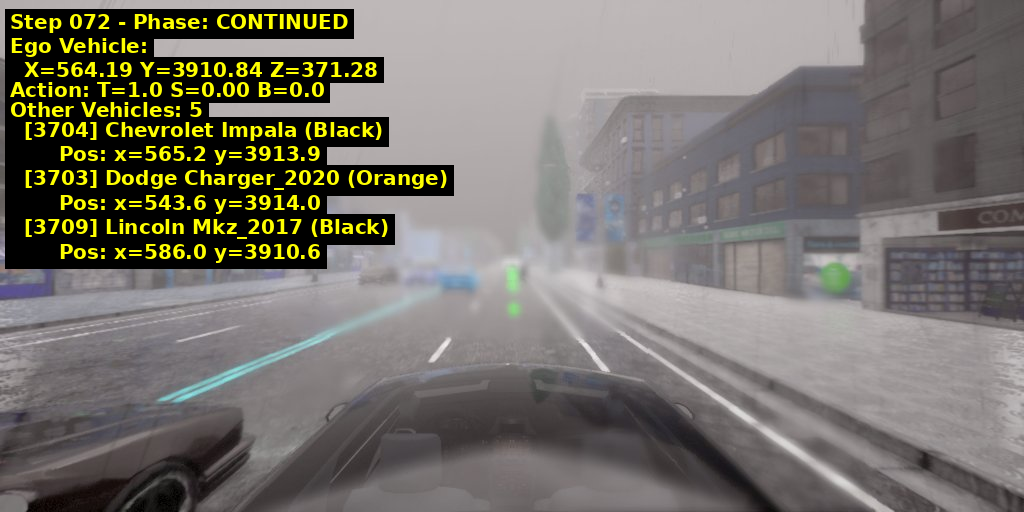 Step 072 - Phase: CONTINUED
Ego Vehicle:
X=564.19 Y=3910.84 Z=371.28
Action: T=1.0 S=0.00 B=0.0
Other Vehicles: 5
[3704] Chevrolet Impala (Black)
Pos: x=565.2 y=3913.9
[3703] Dodge Charger_2020 (Orange)
Pos: x=543.6 y=3914.0
[3709] Lincoln Mkz_2017 (Black)
Pos: x=586.0 y=3910.6
COM